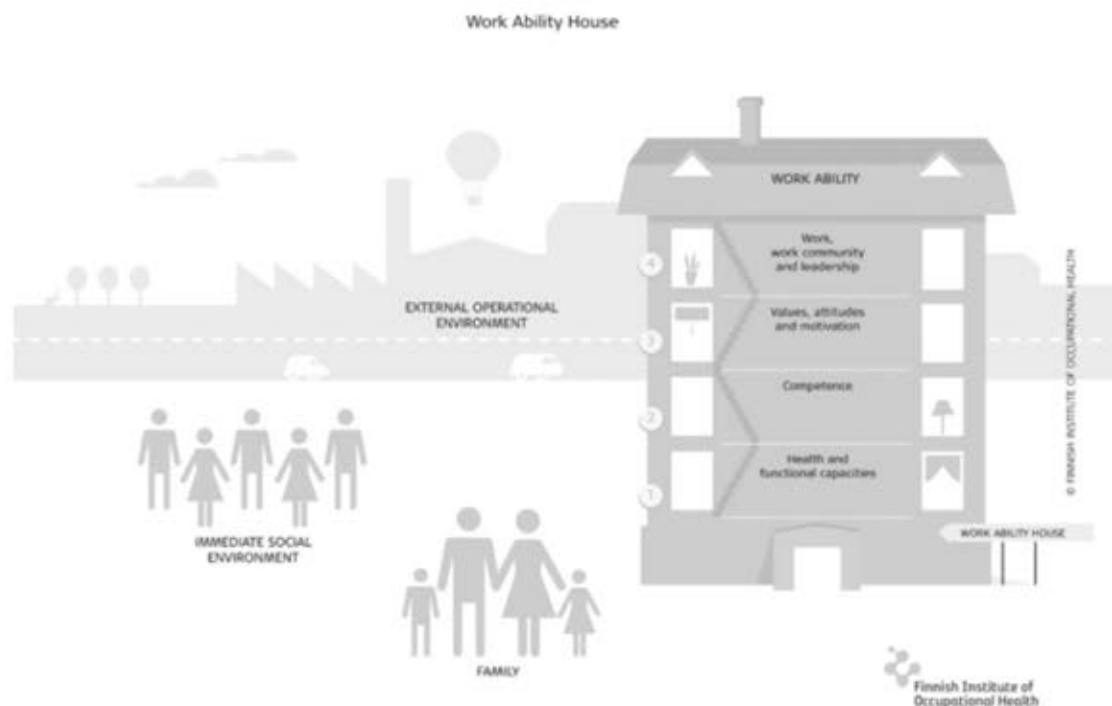 Work Ability House
WORK ABILITY
4
Work,
work community
and leadership
3
Values, attitudes
and motivation
2
Competence
1
Health and
functional capacities
EXTERNAL OPERATIONAL
ENVIRONMENT
IMMEDIATE SOCIAL
ENVIRONMENT
FAMILY
WORK ABILITY HOUSE
© FINNISH INSTITUTE OF OCCUPATIONAL HEALTH
Finnish Institute of
Occupational Health